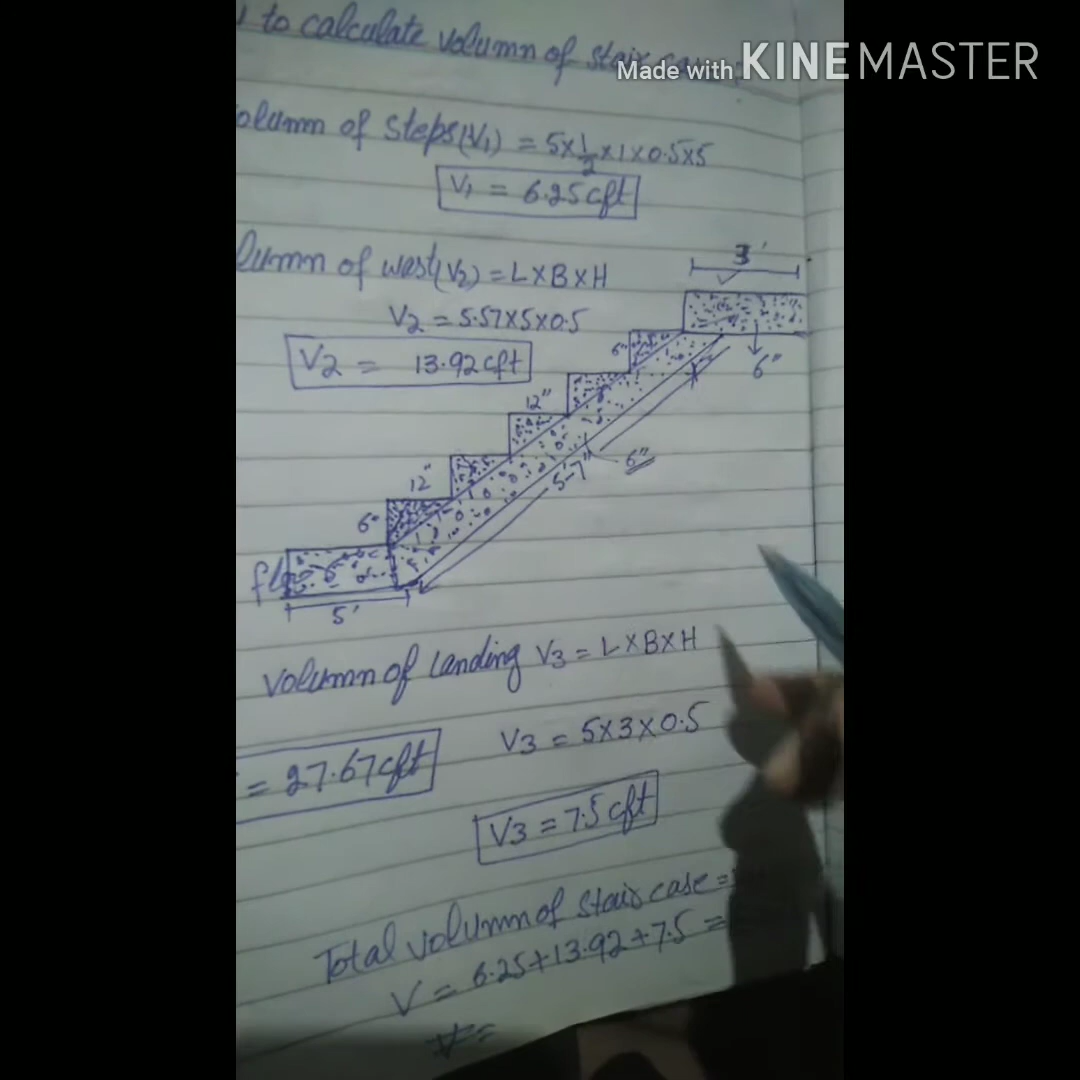 to calculate volumn of stair
Made with KINEMASTER
olumn of steps (V1) = 5×1/2×1×0.5×5
V1 = 6.25 cft
lumn of wast (V2) = L×B×H
V2 = 5.57×5×0.5
V2 = 13.92 cft
3'
6"
6"
12"
12"
6"
5'-7"
6"
5'
volumn of Landing V3 = L×B×H
V3 = 5×3×0.5
= 27.67 cft
V3 = 7.5 cft
Total volumn of stair case =
V = 6.25+13.92+7.5 =
V=